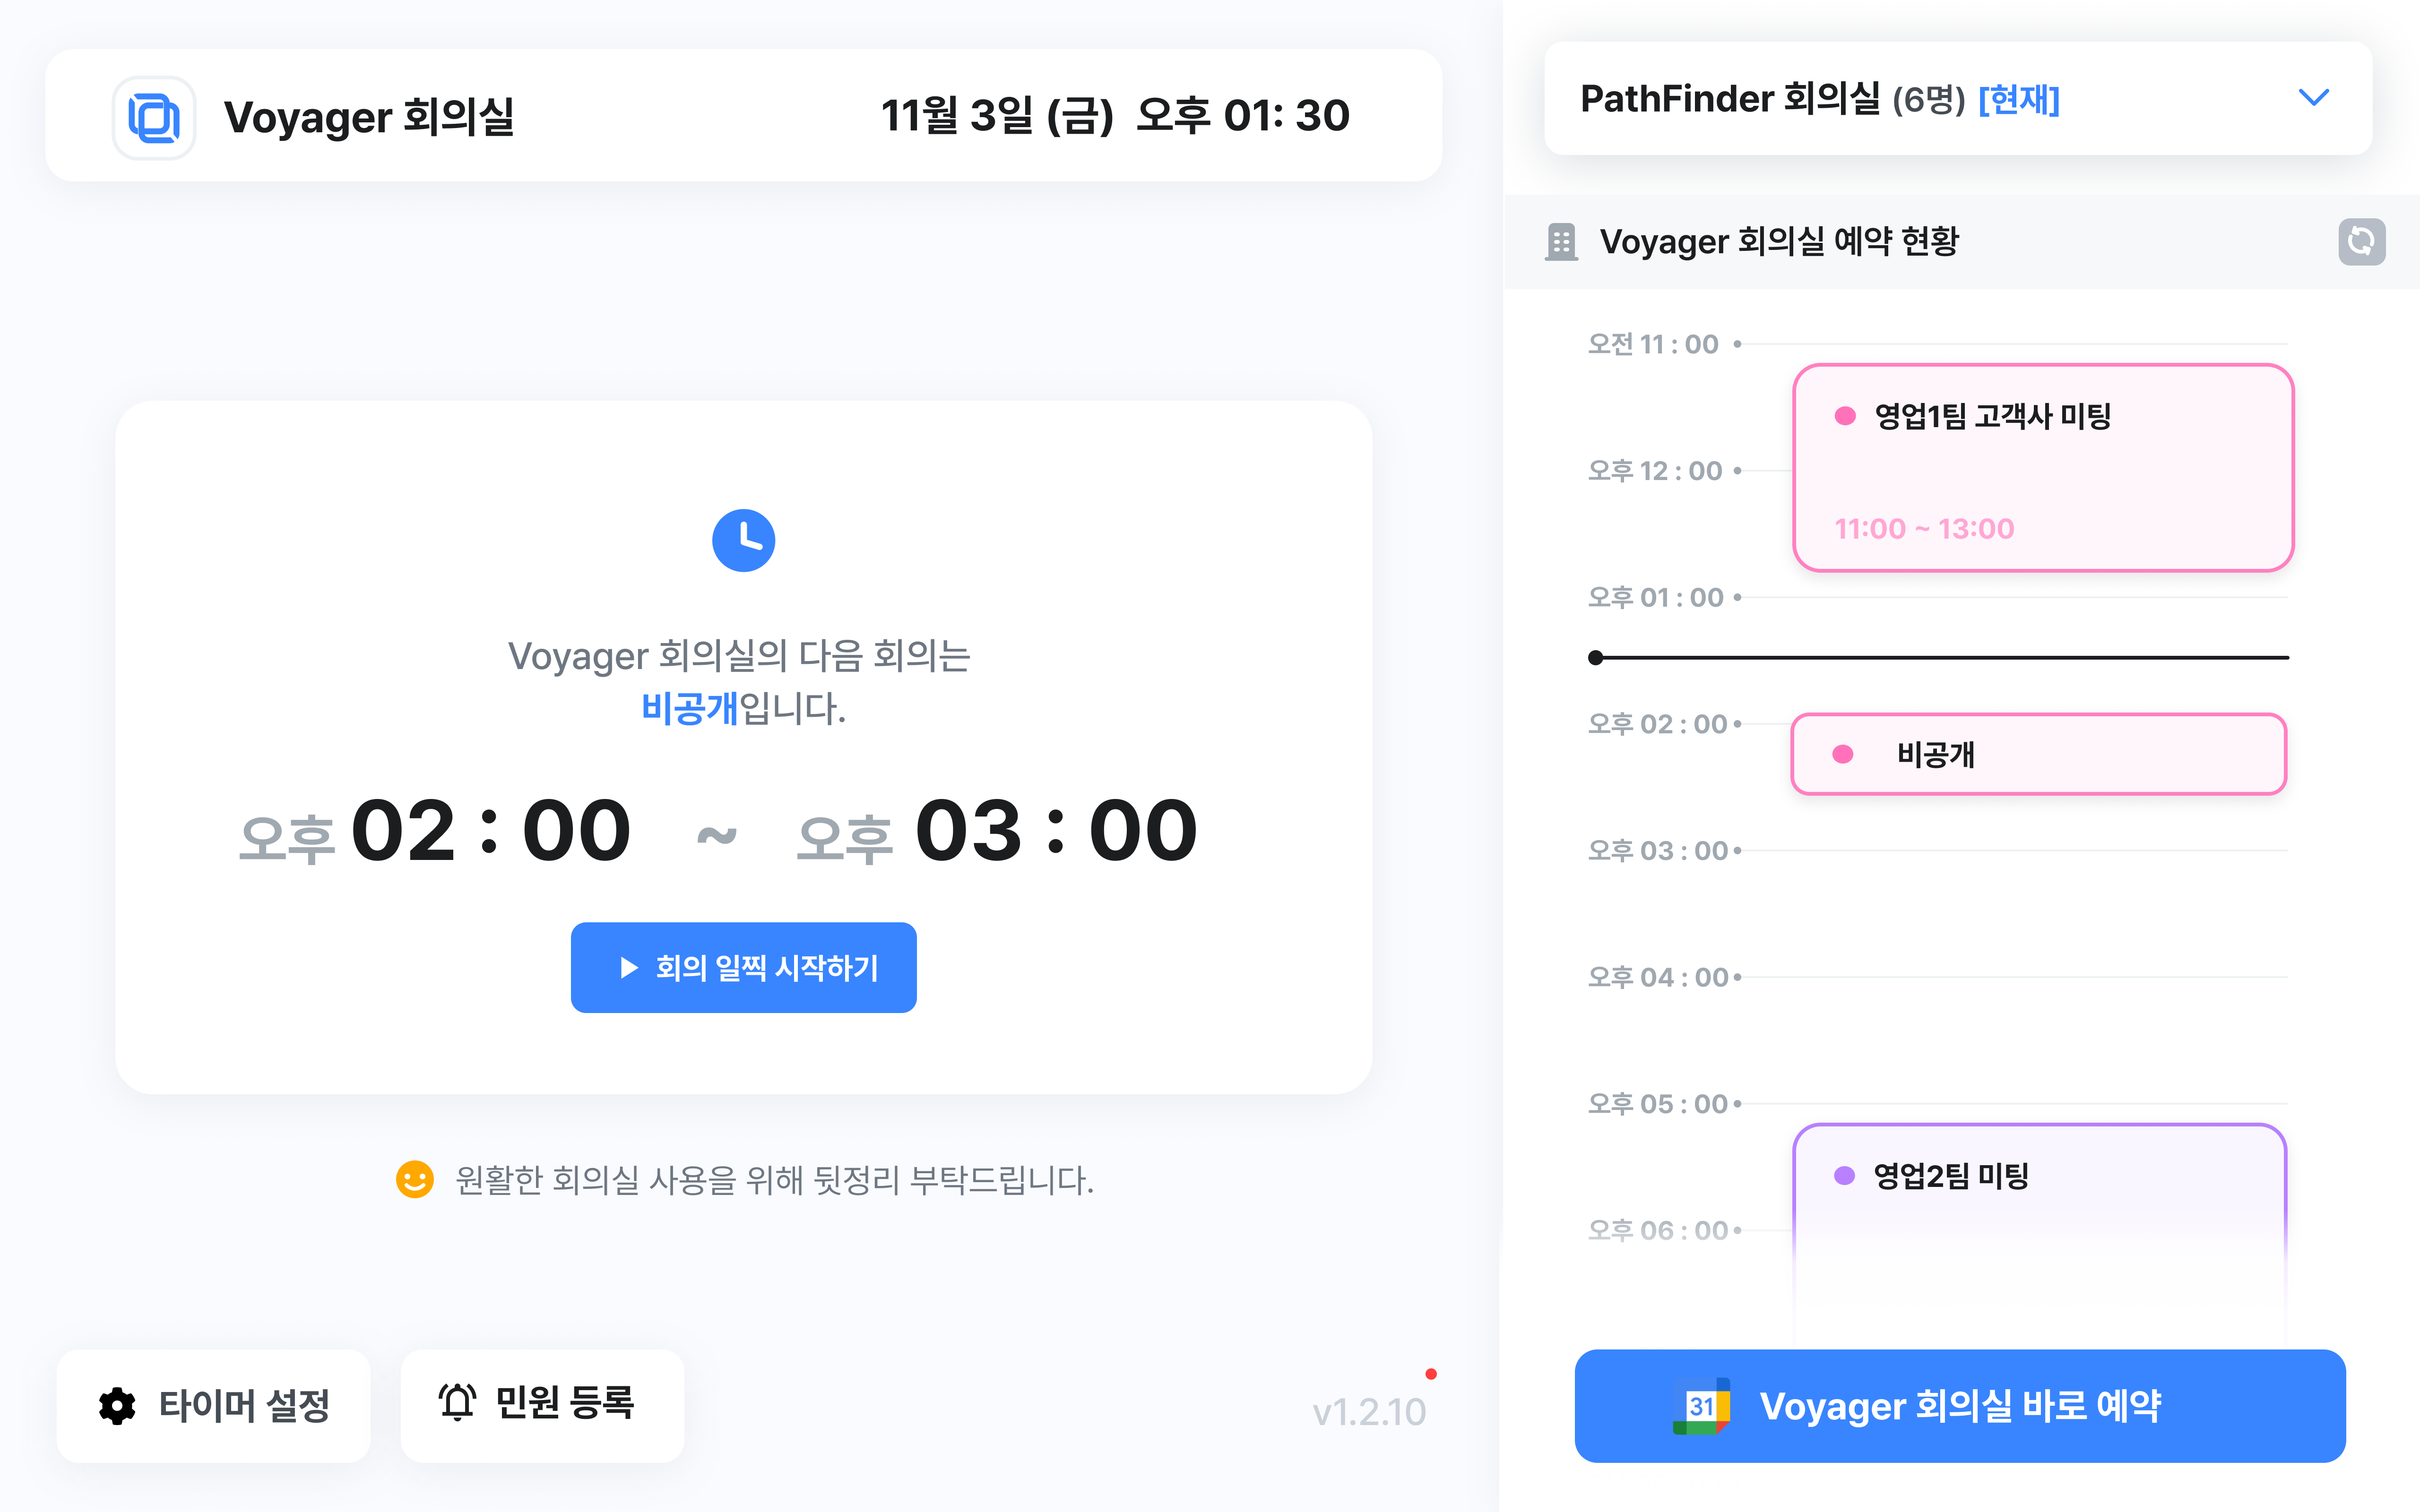 Voyager 회의실
11월 3일 (금) 오후 01: 30
Voyager 회의실의 다음 회의는
비공개입니다.
오후 02 : 00 ~ 오후 03 : 00
회의 일찍 시작하기
원활한 회의실 사용을 위해 뒷정리 부탁드립니다.
타이머 설정
민원 등록
v1.2.10
PathFinder 회의실 (6명) [현재]
Voyager 회의실 예약 현황
오전 11 : 00
영업1팀 고객사 미팅
오후 12 : 00
11:00 ~ 13:00
오후 01 : 00
오후 02 : 00
비공개
오후 03 : 00
오후 04 : 00
오후 05 : 00
영업2팀 미팅
오후 06 : 00
31 Voyager 회의실 바로 예약